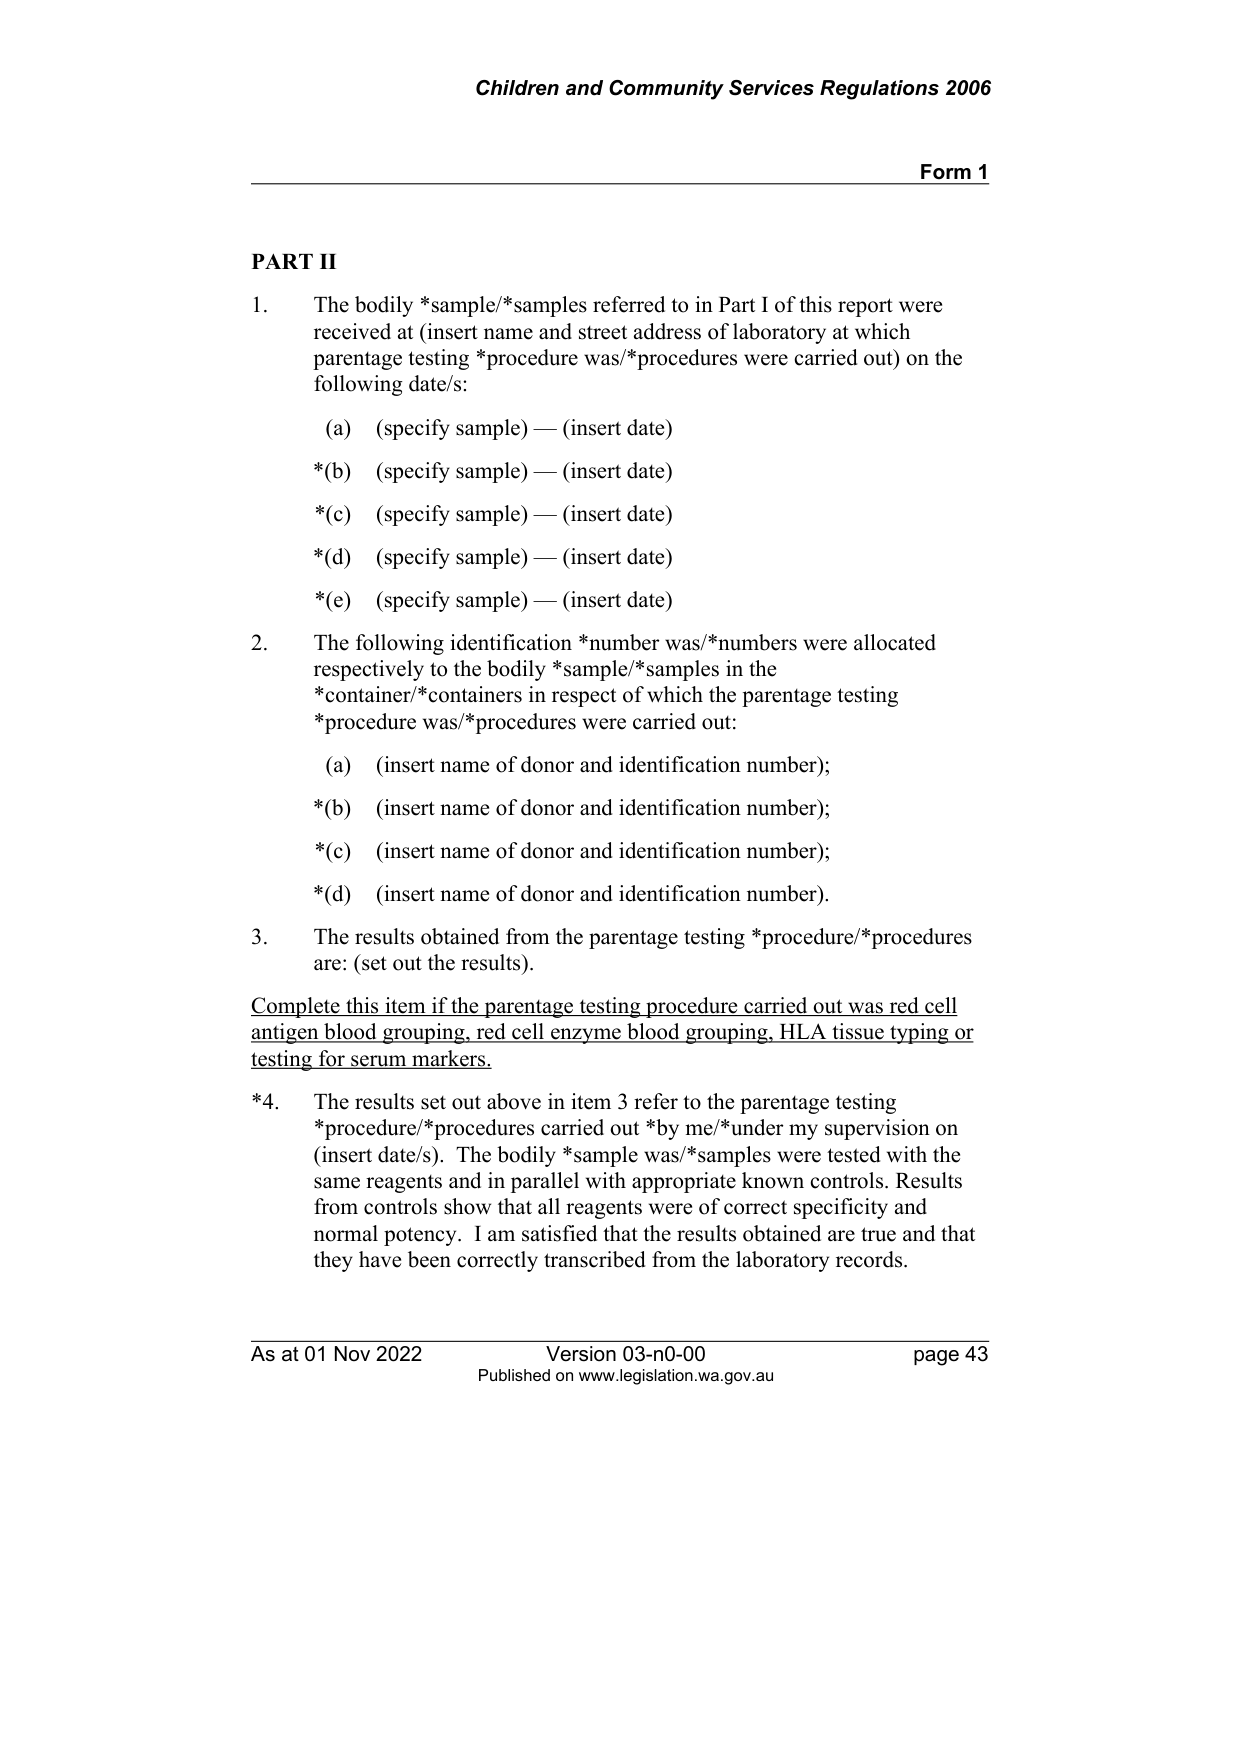 Children and Community Services Regulations 2006
Form 1
PART II
1. The bodily *sample/*samples referred to in Part I of this report were
received at (insert name and street address of laboratory at which
parentage testing *procedure was/*procedures were carried out) on the
following date/s:
(a) (specify sample) — (insert date)
*(b) (specify sample) — (insert date)
*(c) (specify sample) — (insert date)
*(d) (specify sample) — (insert date)
*(e) (specify sample) — (insert date)
2. The following identification *number was/*numbers were allocated
respectively to the bodily *sample/*samples in the
*container/*containers in respect of which the parentage testing
*procedure was/*procedures were carried out:
(a) (insert name of donor and identification number);
*(b) (insert name of donor and identification number);
*(c) (insert name of donor and identification number);
*(d) (insert name of donor and identification number).
3. The results obtained from the parentage testing *procedure/*procedures
are: (set out the results).
Complete this item if the parentage testing procedure carried out was red cell
antigen blood grouping, red cell enzyme blood grouping, HLA tissue typing or
testing for serum markers.
*4. The results set out above in item 3 refer to the parentage testing
*procedure/*procedures carried out *by me/*under my supervision on
(insert date/s).  The bodily *sample was/*samples were tested with the
same reagents and in parallel with appropriate known controls. Results
from controls show that all reagents were of correct specificity and
normal potency.  I am satisfied that the results obtained are true and that
they have been correctly transcribed from the laboratory records.
As at 01 Nov 2022 Version 03-n0-00 page 43
Published on www.legislation.wa.gov.au